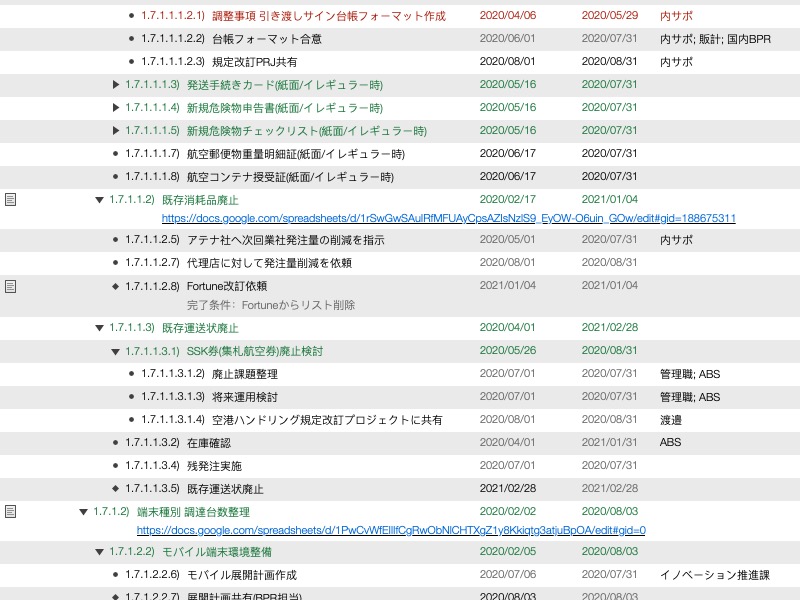 1.7.1.1.1.2.1) 調整事項 引き渡しサイン台帳フォーマット作成 2020/04/06 2020/05/29 内サポ
1.7.1.1.1.2.2) 台帳フォーマット合意 2020/06/01 2020/07/31 内サポ; 販計; 国内BPR
1.7.1.1.1.2.3) 規定改訂PRJ共有 2020/08/01 2020/08/31 内サポ
1.7.1.1.1.3) 発送手続きカード(紙面/イレギュラー時) 2020/05/16 2020/07/31
1.7.1.1.1.4) 新規危険物申告書(紙面/イレギュラー時) 2020/05/16 2020/07/31
1.7.1.1.1.5) 新規危険物チェックリスト(紙面/イレギュラー時) 2020/05/16 2020/07/31
1.7.1.1.1.7) 航空郵便物重量明細証(紙面/イレギュラー時) 2020/06/17 2020/07/31
1.7.1.1.1.8) 航空コンテナ授受証(紙面/イレギュラー時) 2020/06/17 2020/07/31
1.7.1.1.2) 既存消耗品廃止 2020/02/17 2021/01/04
1.7.1.1.2.5) アテナ社へ次回業社発注量の削減を指示 2020/05/01 2020/07/31 内サポ
1.7.1.1.2.7) 代理店に対して発注量削減を依頼 2020/08/01 2020/08/31
1.7.1.1.2.8) Fortune改訂依頼 2021/01/04 2021/01/04
完了条件: Fortuneからリスト削除
1.7.1.1.3) 既存運送状廃止 2020/04/01 2021/02/28
1.7.1.1.3.1) SSK券(集札航空券)廃止検討 2020/05/26 2020/08/31
1.7.1.1.3.1.2) 廃止課題整理 2020/07/01 2020/07/31 管理職; ABS
1.7.1.1.3.1.3) 将来運用検討 2020/07/01 2020/07/31 管理職; ABS
1.7.1.1.3.1.4) 空港ハンドリング規定改訂プロジェクトに共有 2020/08/01 2020/08/31 渡邉
1.7.1.1.3.2) 在庫確認 2020/04/01 2021/01/31 ABS
1.7.1.1.3.4) 残発注実施 2020/07/01 2020/07/31
1.7.1.1.3.5) 既存運送状廃止 2021/02/28 2021/02/28
1.7.1.2) 端末種別 調達台数整理 2020/02/02 2020/08/03
1.7.1.2.2) モバイル端末環境整備 2020/02/05 2020/08/03
1.7.1.2.2.6) モバイル展開計画作成 2020/07/06 2020/07/31 イノベーション推進課
1.7.1.2.2.7) 展開計画共有(BPR担当) 2020/08/03 2020/08/03